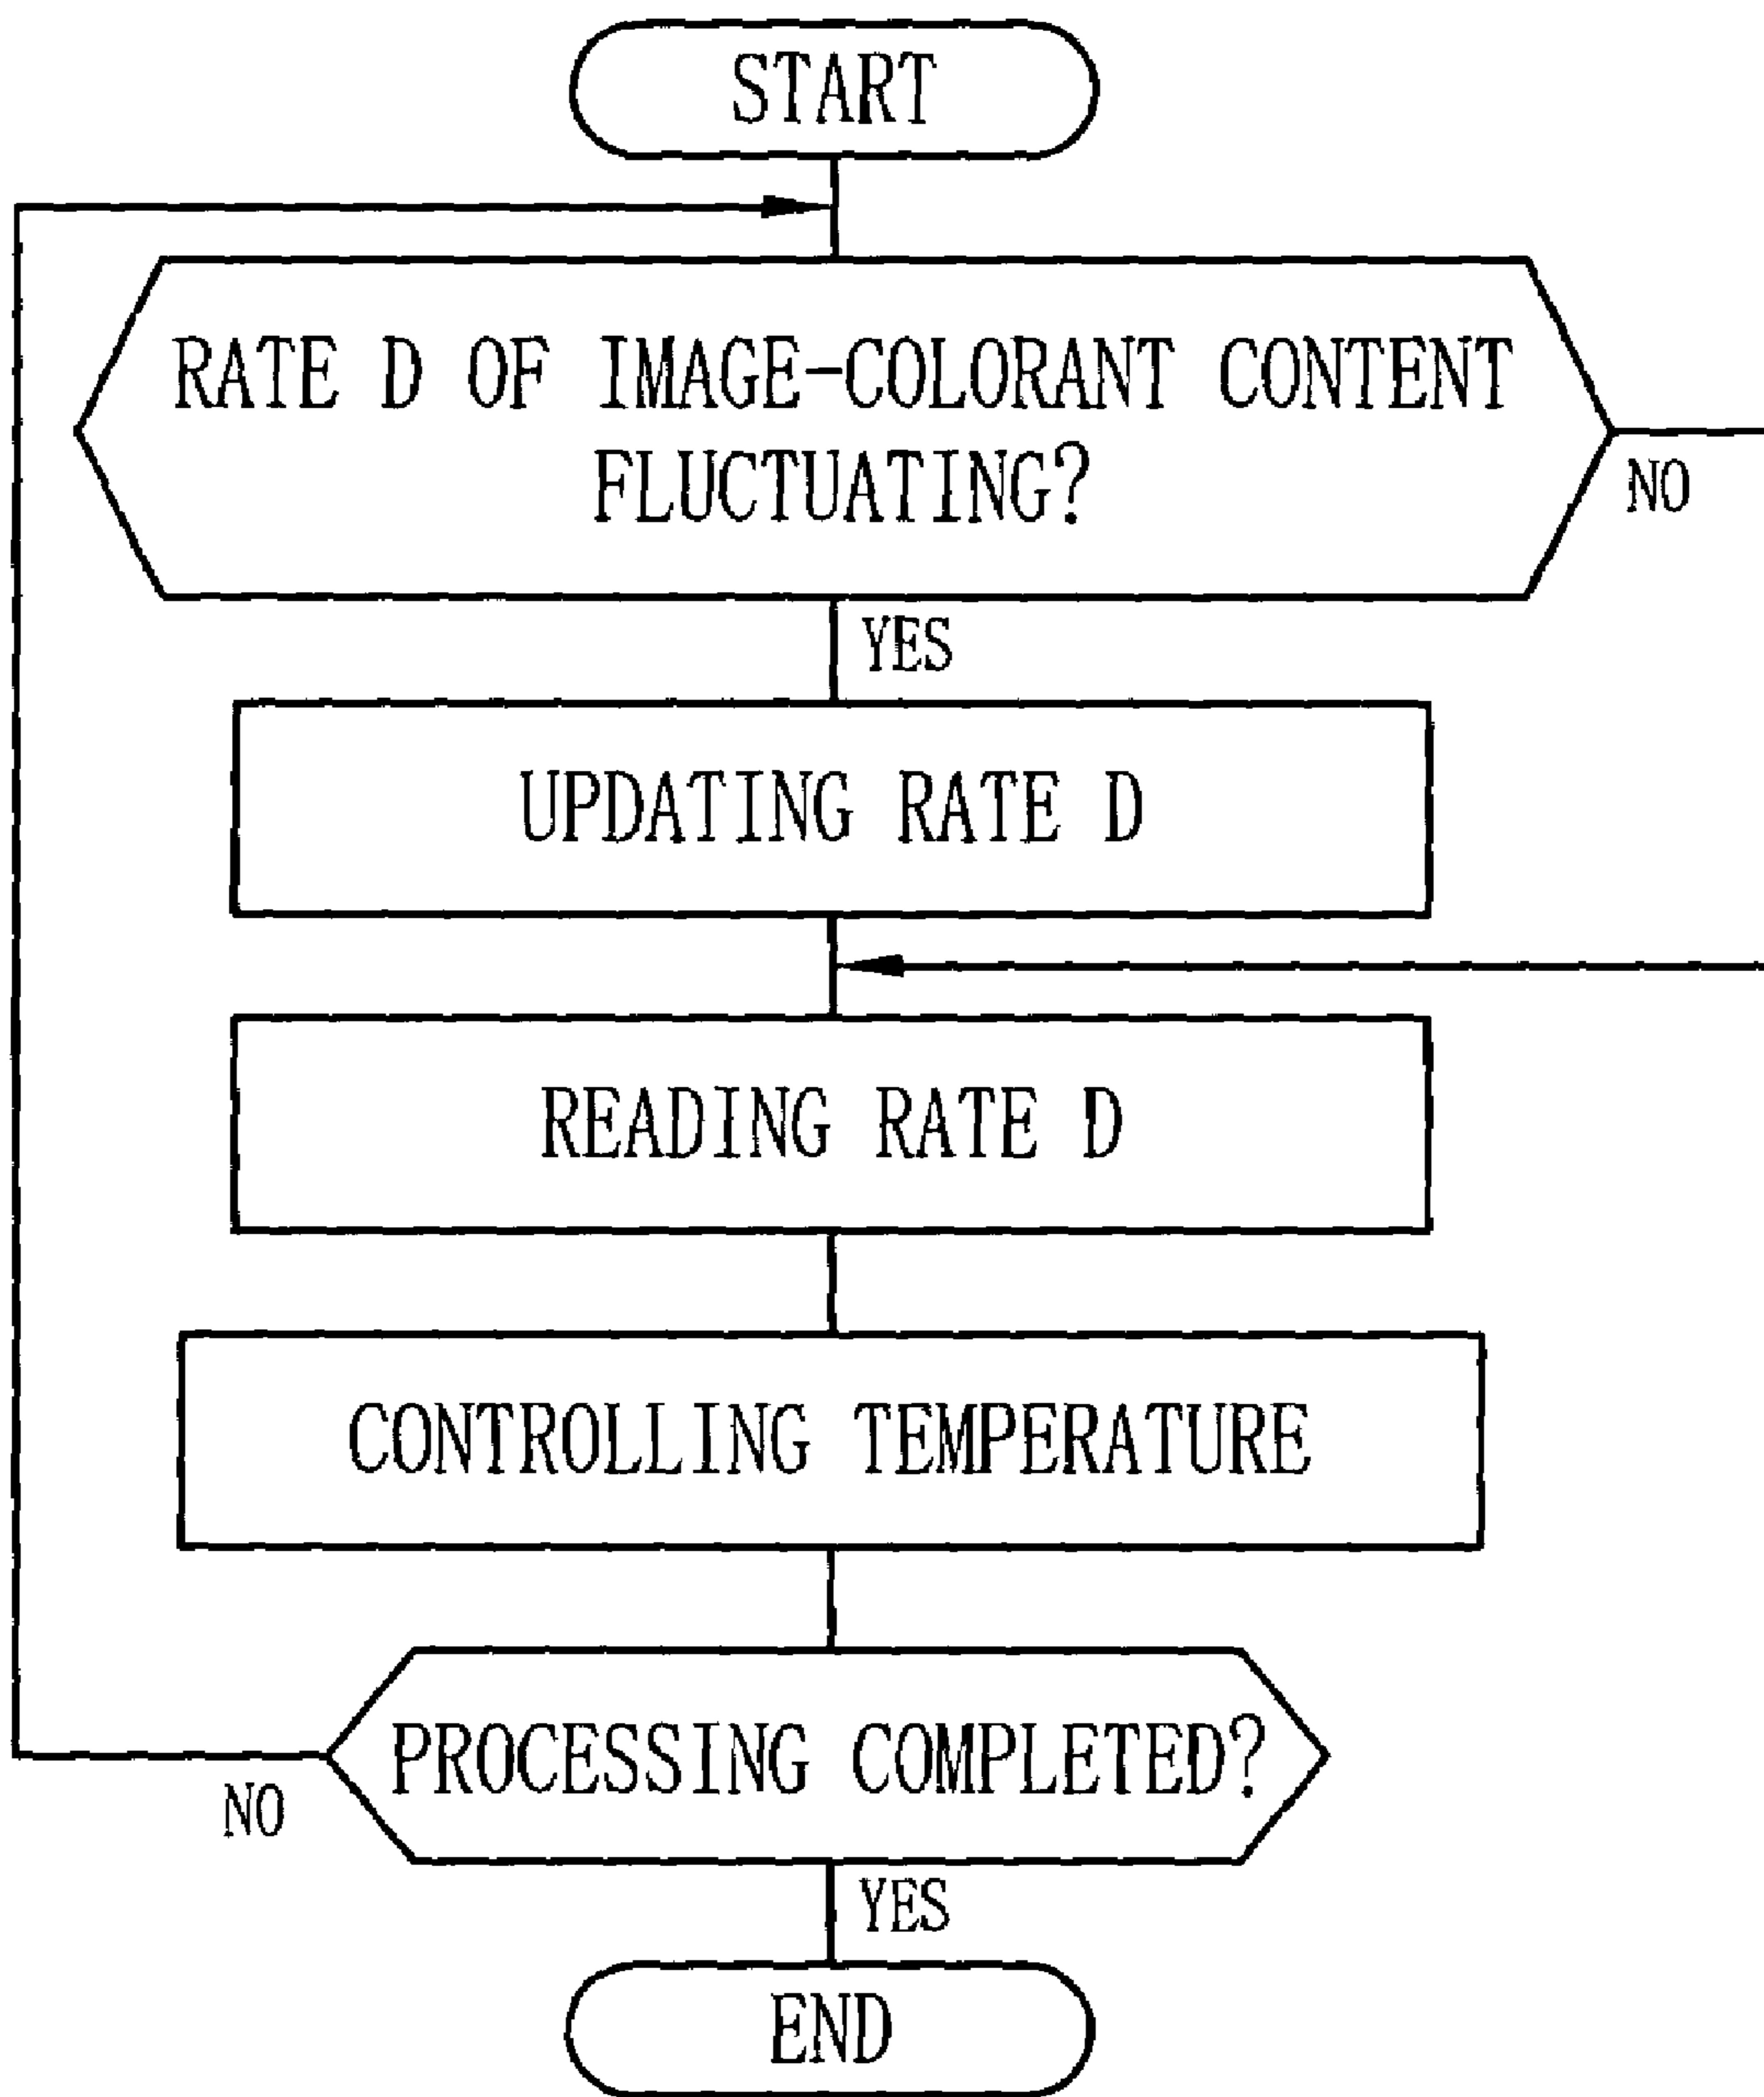 START
RATE D OF IMAGE-COLORANT CONTENT
FLUCTUATING?
NO
YES
UPDATING RATE D
READING RATE D
CONTROLLING TEMPERATURE
PROCESSING COMPLETED?
NO
YES
END